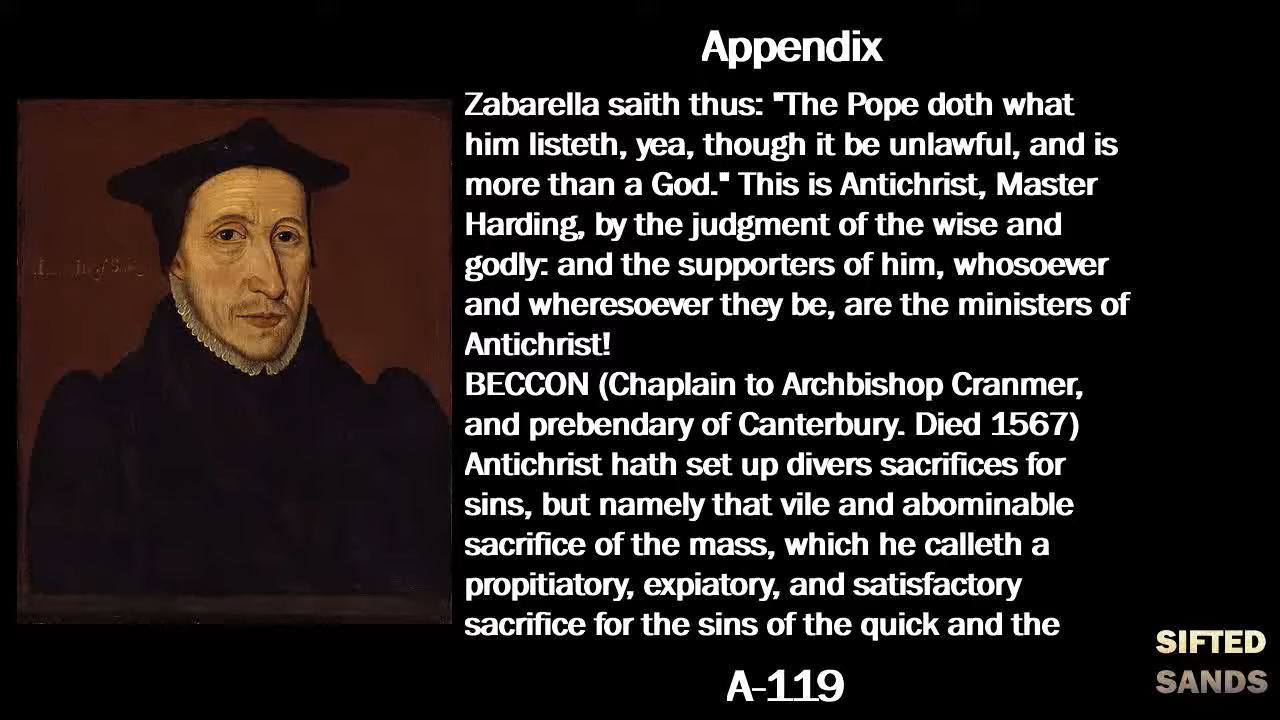 Appendix
Zabarella saith thus: "The Pope doth what
him listeth, yea, though it be unlawful, and is
more than a God." This is Antichrist, Master
Harding, by the judgment of the wise and
godly: and the supporters of him, whosoever
and wheresoever they be, are the ministers of
Antichrist!
BECCON (Chaplain to Archbishop Cranmer,
and prebendary of Canterbury. Died 1567)
Antichrist hath set up divers sacrifices for
sins, but namely that vile and abominable
sacrifice of the mass, which he calleth a
propitiatory, expiatory, and satisfactory
sacrifice for the sins of the quick and the
A-119
SIFTED
SANDS